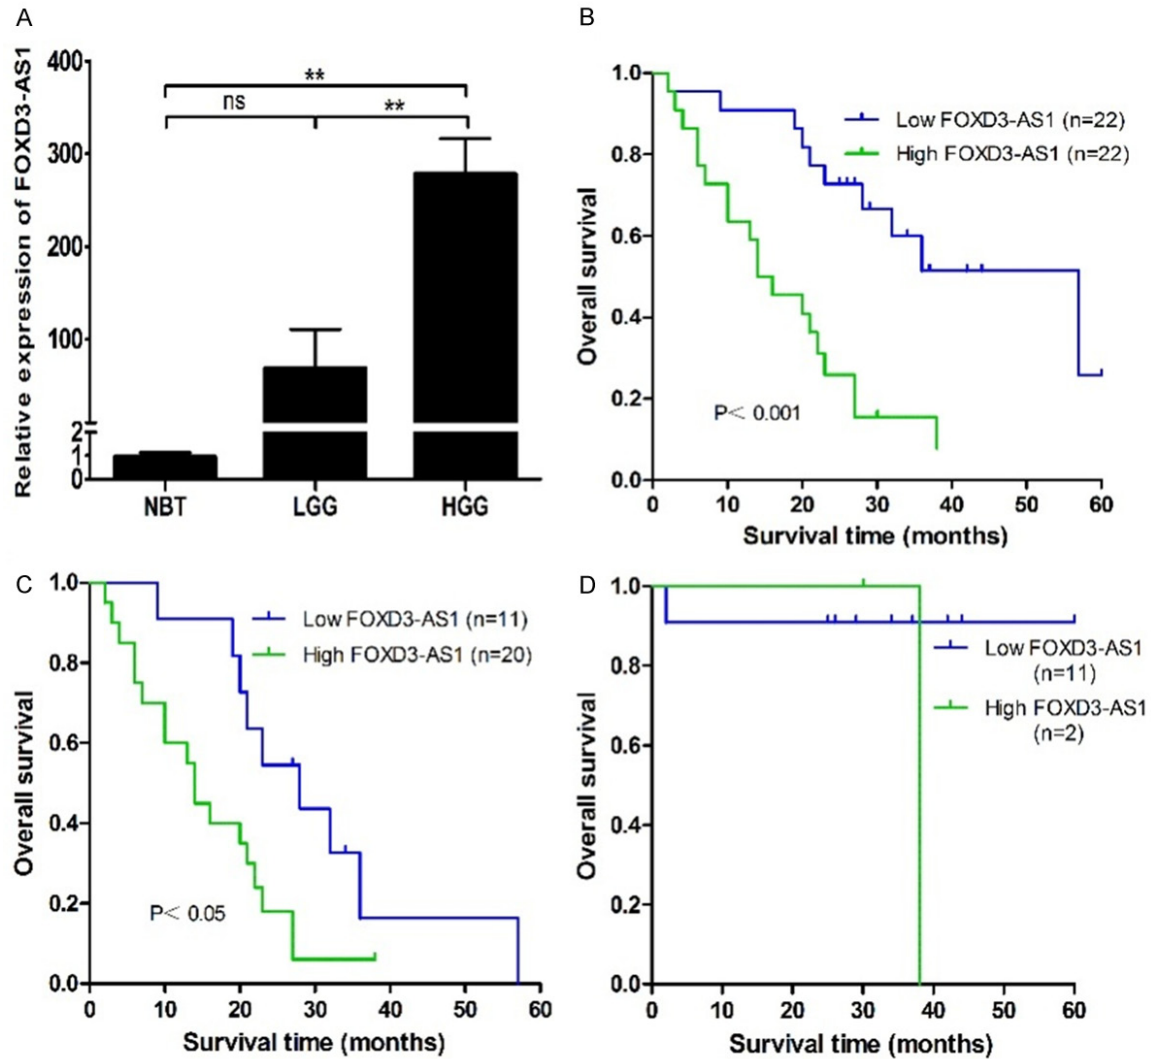 A
Relative expression of FOXD3-AS1
400
300
200
100
2
1
0
**
ns
**
NBT LGG HGG
B
Overall survival
1.0
0.8
0.6
0.4
0.2
0.0
Low FOXD3-AS1 (n=22)
High FOXD3-AS1 (n=22)
P< 0.001
0 10 20 30 40 50 60
Survival time (months)
C
Overall survival
1.0
0.8
0.6
0.4
0.2
0.0
Low FOXD3-AS1 (n=11)
High FOXD3-AS1 (n=20)
P< 0.05
0 10 20 30 40 50 60
Survival time (months)
D
Overall survival
1.0
0.8
0.6
0.4
0.2
0.0
Low FOXD3-AS1
(n=11)
High FOXD3-AS1
(n=2)
0 10 20 30 40 50 60
Survival time (months)